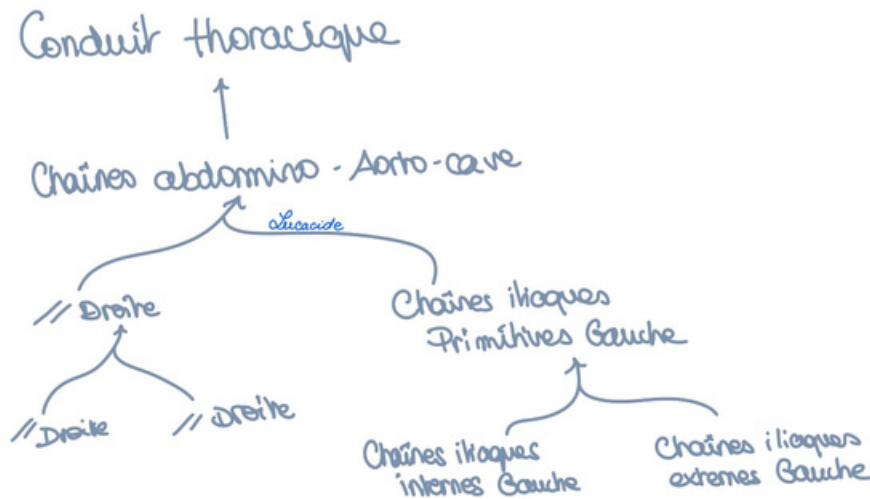 Conduit thoracique
Chaînes abdomino - Aorto-cave
Lucacide
// Droite
Chaînes iliaques
Primitives Gauche
// Droite
// Droite
Chaînes iliaques
internes Gauche
Chaînes iliaques
externes Gauche